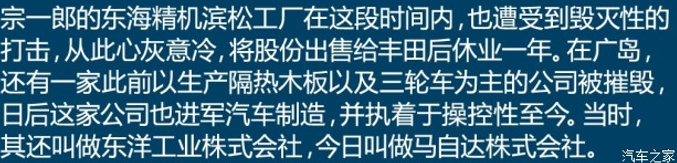 宗一郎的东海精机滨松工厂在这段时间内，也遭受到毁灭性的
打击，从此心灰意冷，将股份出售给丰田后休业一年。在广岛，
还有一家此前以生产隔热木板以及三轮车为主的公司被摧毁，
日后这家公司也进军汽车制造，并执着于操控性至今。当时，
其还叫做东洋工业株式会社，今日叫做马自达株式会社。
汽车之家